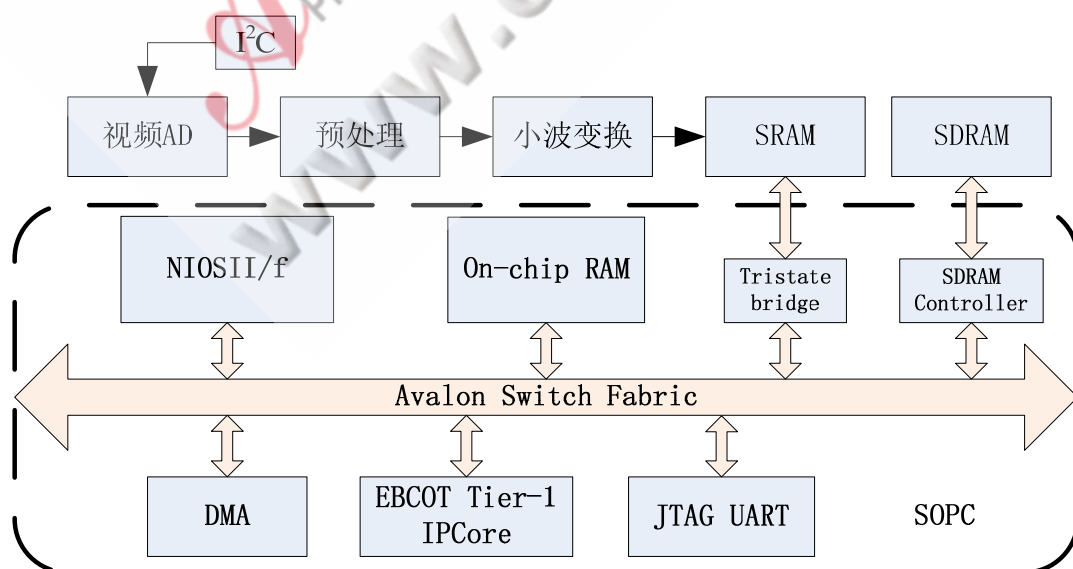 I²C
视频AD
预处理
小波变换
SRAM
SDRAM
NIOSII/f
On-chip RAM
Tristate
bridge
SDRAM
Controller
Avalon Switch Fabric
DMA
EBCOT Tier-1
IPCore
JTAG UART
SOPC
www.